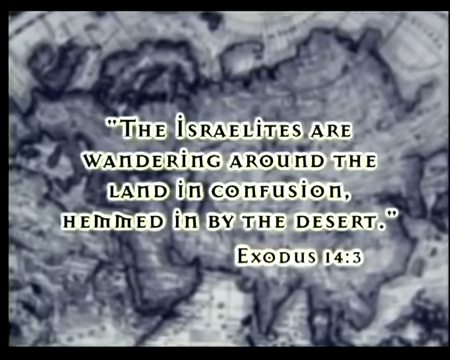 "The Israelites are
wandering around the
land in confusion,
hemmed in by the desert."
Exodus 14:3